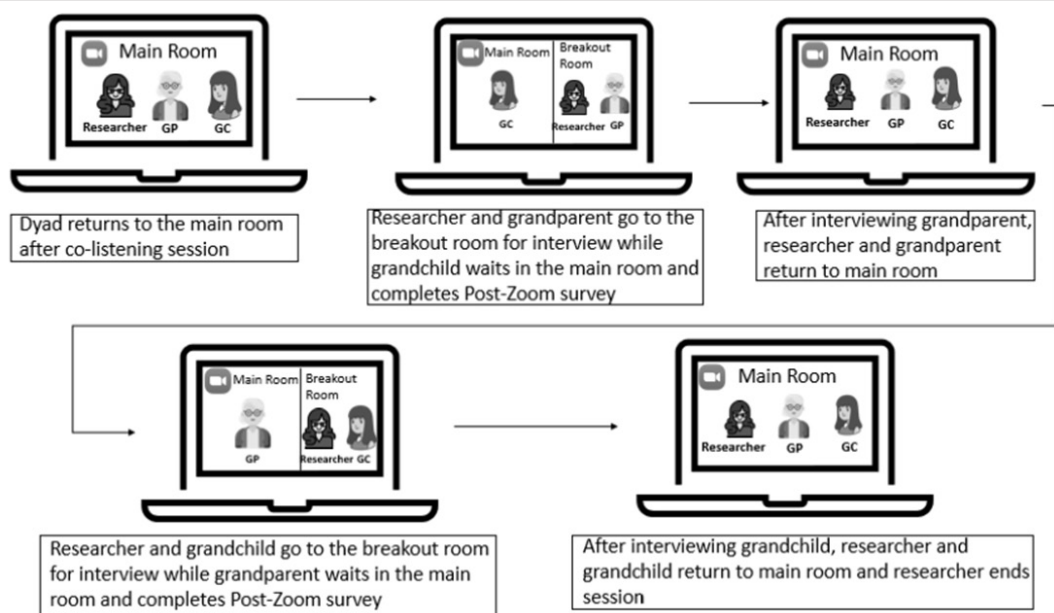 Main Room
Researcher GP GC
Dyad returns to the main room
after co-listening session
Main Room
GC
Breakout
Room
Researcher GP
Researcher and grandparent go to the
breakout room for interview while
grandchild waits in the main room and
completes Post-Zoom survey
Main Room
Researcher GP GC
After interviewing grandparent,
researcher and grandparent
return to main room
Main Room
GP
Breakout
Room
Researcher GC
Researcher and grandchild go to the breakout room
for interview while grandparent waits in the main
room and completes Post-Zoom survey
Main Room
Researcher GP GC
After interviewing grandchild, researcher and
grandchild return to main room and researcher ends
session